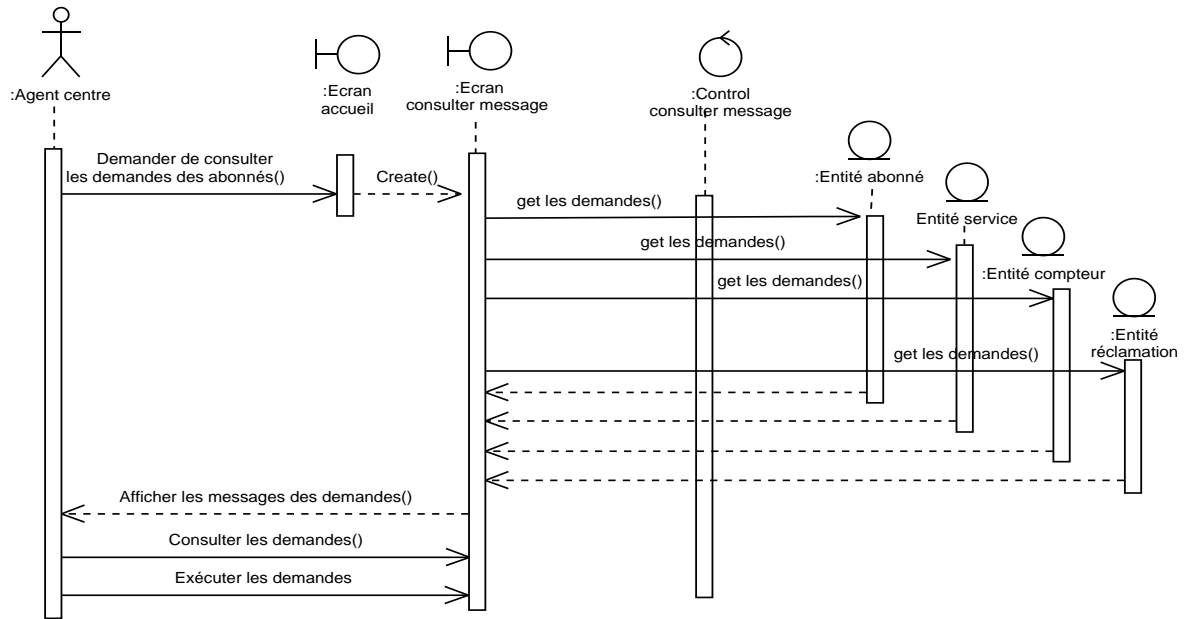 :Agent centre
:Ecran
accueil
:Ecran
consulter message
:Control
consulter message
:Entité abonné
Entité service
:Entité compteur
:Entité
réclamation
Demander de consulter
les demandes des abonnés()
Create()
get les demandes()
get les demandes()
get les demandes()
get les demandes()
Afficher les messages des demandes()
Consulter les demandes()
Exécuter les demandes